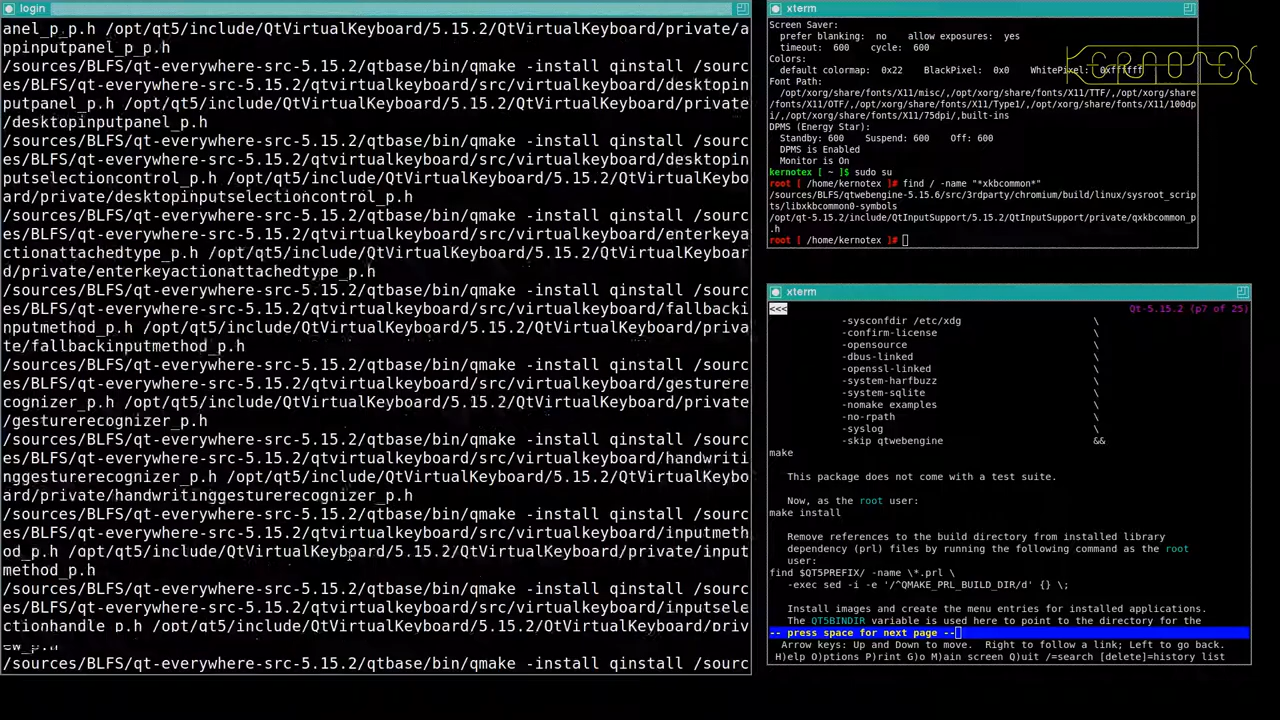 login
anel_p_p.h /opt/qt5/include/QtVirtualKeyboard/5.15.2/QtVirtualKeyboard/private/a
ppinputpanel_p_p.h
/sources/BLFS/qt-everywhere-src-5.15.2/qtbase/bin/qmake -install qinstall /sourc
es/BLFS/qt-everywhere-src-5.15.2/qtvirtualkeyboard/src/virtualkeyboard/desktopin
putpanel_p.h /opt/qt5/include/QtVirtualKeyboard/5.15.2/QtVirtualKeyboard/private
/desktopinputpanel_p.h
/sources/BLFS/qt-everywhere-src-5.15.2/qtbase/bin/qmake -install qinstall /sourc
es/BLFS/qt-everywhere-src-5.15.2/qtvirtualkeyboard/src/virtualkeyboard/desktopin
putselectioncontrol_p.h /opt/qt5/include/QtVirtualKeyboard/5.15.2/QtVirtualKeybo
ard/private/desktopinputselectioncontrol_p.h
/sources/BLFS/qt-everywhere-src-5.15.2/qtbase/bin/qmake -install qinstall /sourc
es/BLFS/qt-everywhere-src-5.15.2/qtvirtualkeyboard/src/virtualkeyboard/enterkeya
ctionattachedtype_p.h /opt/qt5/include/QtVirtualKeyboard/5.15.2/QtVirtualKeyboar
d/private/enterkeyactionattachedtype_p.h
/sources/BLFS/qt-everywhere-src-5.15.2/qtbase/bin/qmake -install qinstall /sourc
es/BLFS/qt-everywhere-src-5.15.2/qtvirtualkeyboard/src/virtualkeyboard/fallbacki
nputmethod_p.h /opt/qt5/include/QtVirtualKeyboard/5.15.2/QtVirtualKeyboard/priva
te/fallbackinputmethod_p.h
/sources/BLFS/qt-everywhere-src-5.15.2/qtbase/bin/qmake -install qinstall /sourc
es/BLFS/qt-everywhere-src-5.15.2/qtvirtualkeyboard/src/virtualkeyboard/gesturere
cognizer_p.h /opt/qt5/include/QtVirtualKeyboard/5.15.2/QtVirtualKeyboard/private
/gesturerecognizer_p.h
/sources/BLFS/qt-everywhere-src-5.15.2/qtbase/bin/qmake -install qinstall /sourc
es/BLFS/qt-everywhere-src-5.15.2/qtvirtualkeyboard/src/virtualkeyboard/handwriti
nggesturerecognizer_p.h /opt/qt5/include/QtVirtualKeyboard/5.15.2/QtVirtualKeybo
ard/private/handwritinggesturerecognizer_p.h
/sources/BLFS/qt-everywhere-src-5.15.2/qtbase/bin/qmake -install qinstall /sourc
es/BLFS/qt-everywhere-src-5.15.2/qtvirtualkeyboard/src/virtualkeyboard/inputmeth
od_p.h /opt/qt5/include/QtVirtualKeyboard/5.15.2/QtVirtualKeyboard/private/input
method_p.h
/sources/BLFS/qt-everywhere-src-5.15.2/qtbase/bin/qmake -install qinstall /sourc
es/BLFS/qt-everywhere-src-5.15.2/qtvirtualkeyboard/src/virtualkeyboard/inputsele
ctionhandle_p.h /opt/qt5/include/QtVirtualKeyboard/5.15.2/QtVirtualKeyboard/priv
/sources/BLFS/qt-everywhere-src-5.15.2/qtbase/bin/qmake -install qinstall /sourc
xterm
Screen Saver:
prefer blanking:  no    allow exposures:  yes
timeout:  600    cycle:  600
Colors:
default colormap: 0x22    BlackPixel: 0x0    WhitePixel: 0xffffff
Font Path:
/opt/xorg/share/fonts/X11/misc/,/opt/xorg/share/fonts/X11/TTF/,/opt/xorg/share/
fonts/X11/OTF/,/opt/xorg/share/fonts/X11/Type1/,/opt/xorg/share/fonts/X11/100dp
i/,/opt/xorg/share/fonts/X11/75dpi/,built-ins
DPMS (Energy Star):
Standby: 600    Suspend: 600    Off: 600
DPMS is Enabled
Monitor is On
kernotex [ ~ ]$ sudo su
root [ /home/kernotex ]# find / -name "*xkbcommon*"
/sources/BLFS/qtwebengine-5.15.6/src/3rdparty/chromium/build/linux/sysroot_scrip
ts/libxkbcommon0-symbols
/opt/qt-5.15.2/include/QtInputSupport/5.15.2/QtInputSupport/private/qxkbcommon_p
.h
root [ /home/kernotex ]#
KERNOTEX
xterm
<<< Qt-5.15.2 (p7 of 25)
-sysconfdir /etc/xdg \
-confirm-license \
-opensource \
-dbus-linked \
-openssl-linked \
-system-harfbuzz \
-system-sqlite \
-nomake examples \
-no-rpath \
-syslog \
-skip qtwebengine &&
make
This package does not come with a test suite.
Now, as the root user:
make install
Remove references to the build directory from installed library
dependency (prl) files by running the following command as the root
user:
find $QT5PREFIX/ -name \*.prl \
-exec sed -i -e '/^QMAKE_PRL_BUILD_DIR/d' {} \;
Install images and create the menu entries for installed applications.
The QT5BINDIR variable is used here to point to the directory for the
-- press space for next page --
Arrow keys: Up and Down to move.  Right to follow a link; Left to go back.
H)elp O)ptions P)rint G)o M)ain screen Q)uit /=search [delete]=history list